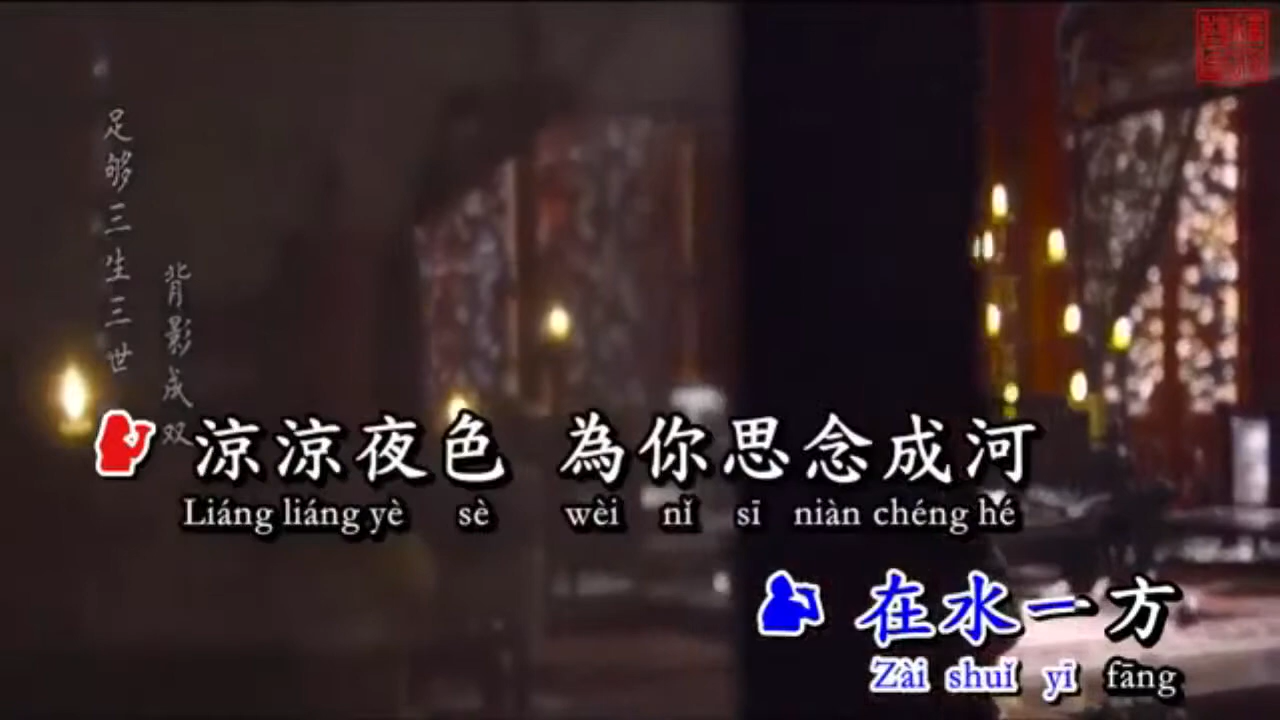 足够三生三世
背影成双
涼涼夜色 為你思念成河
Liáng liáng yè sè wèi nǐ sī niàn chéng hé
在水一方
Zài shuǐ yī fāng